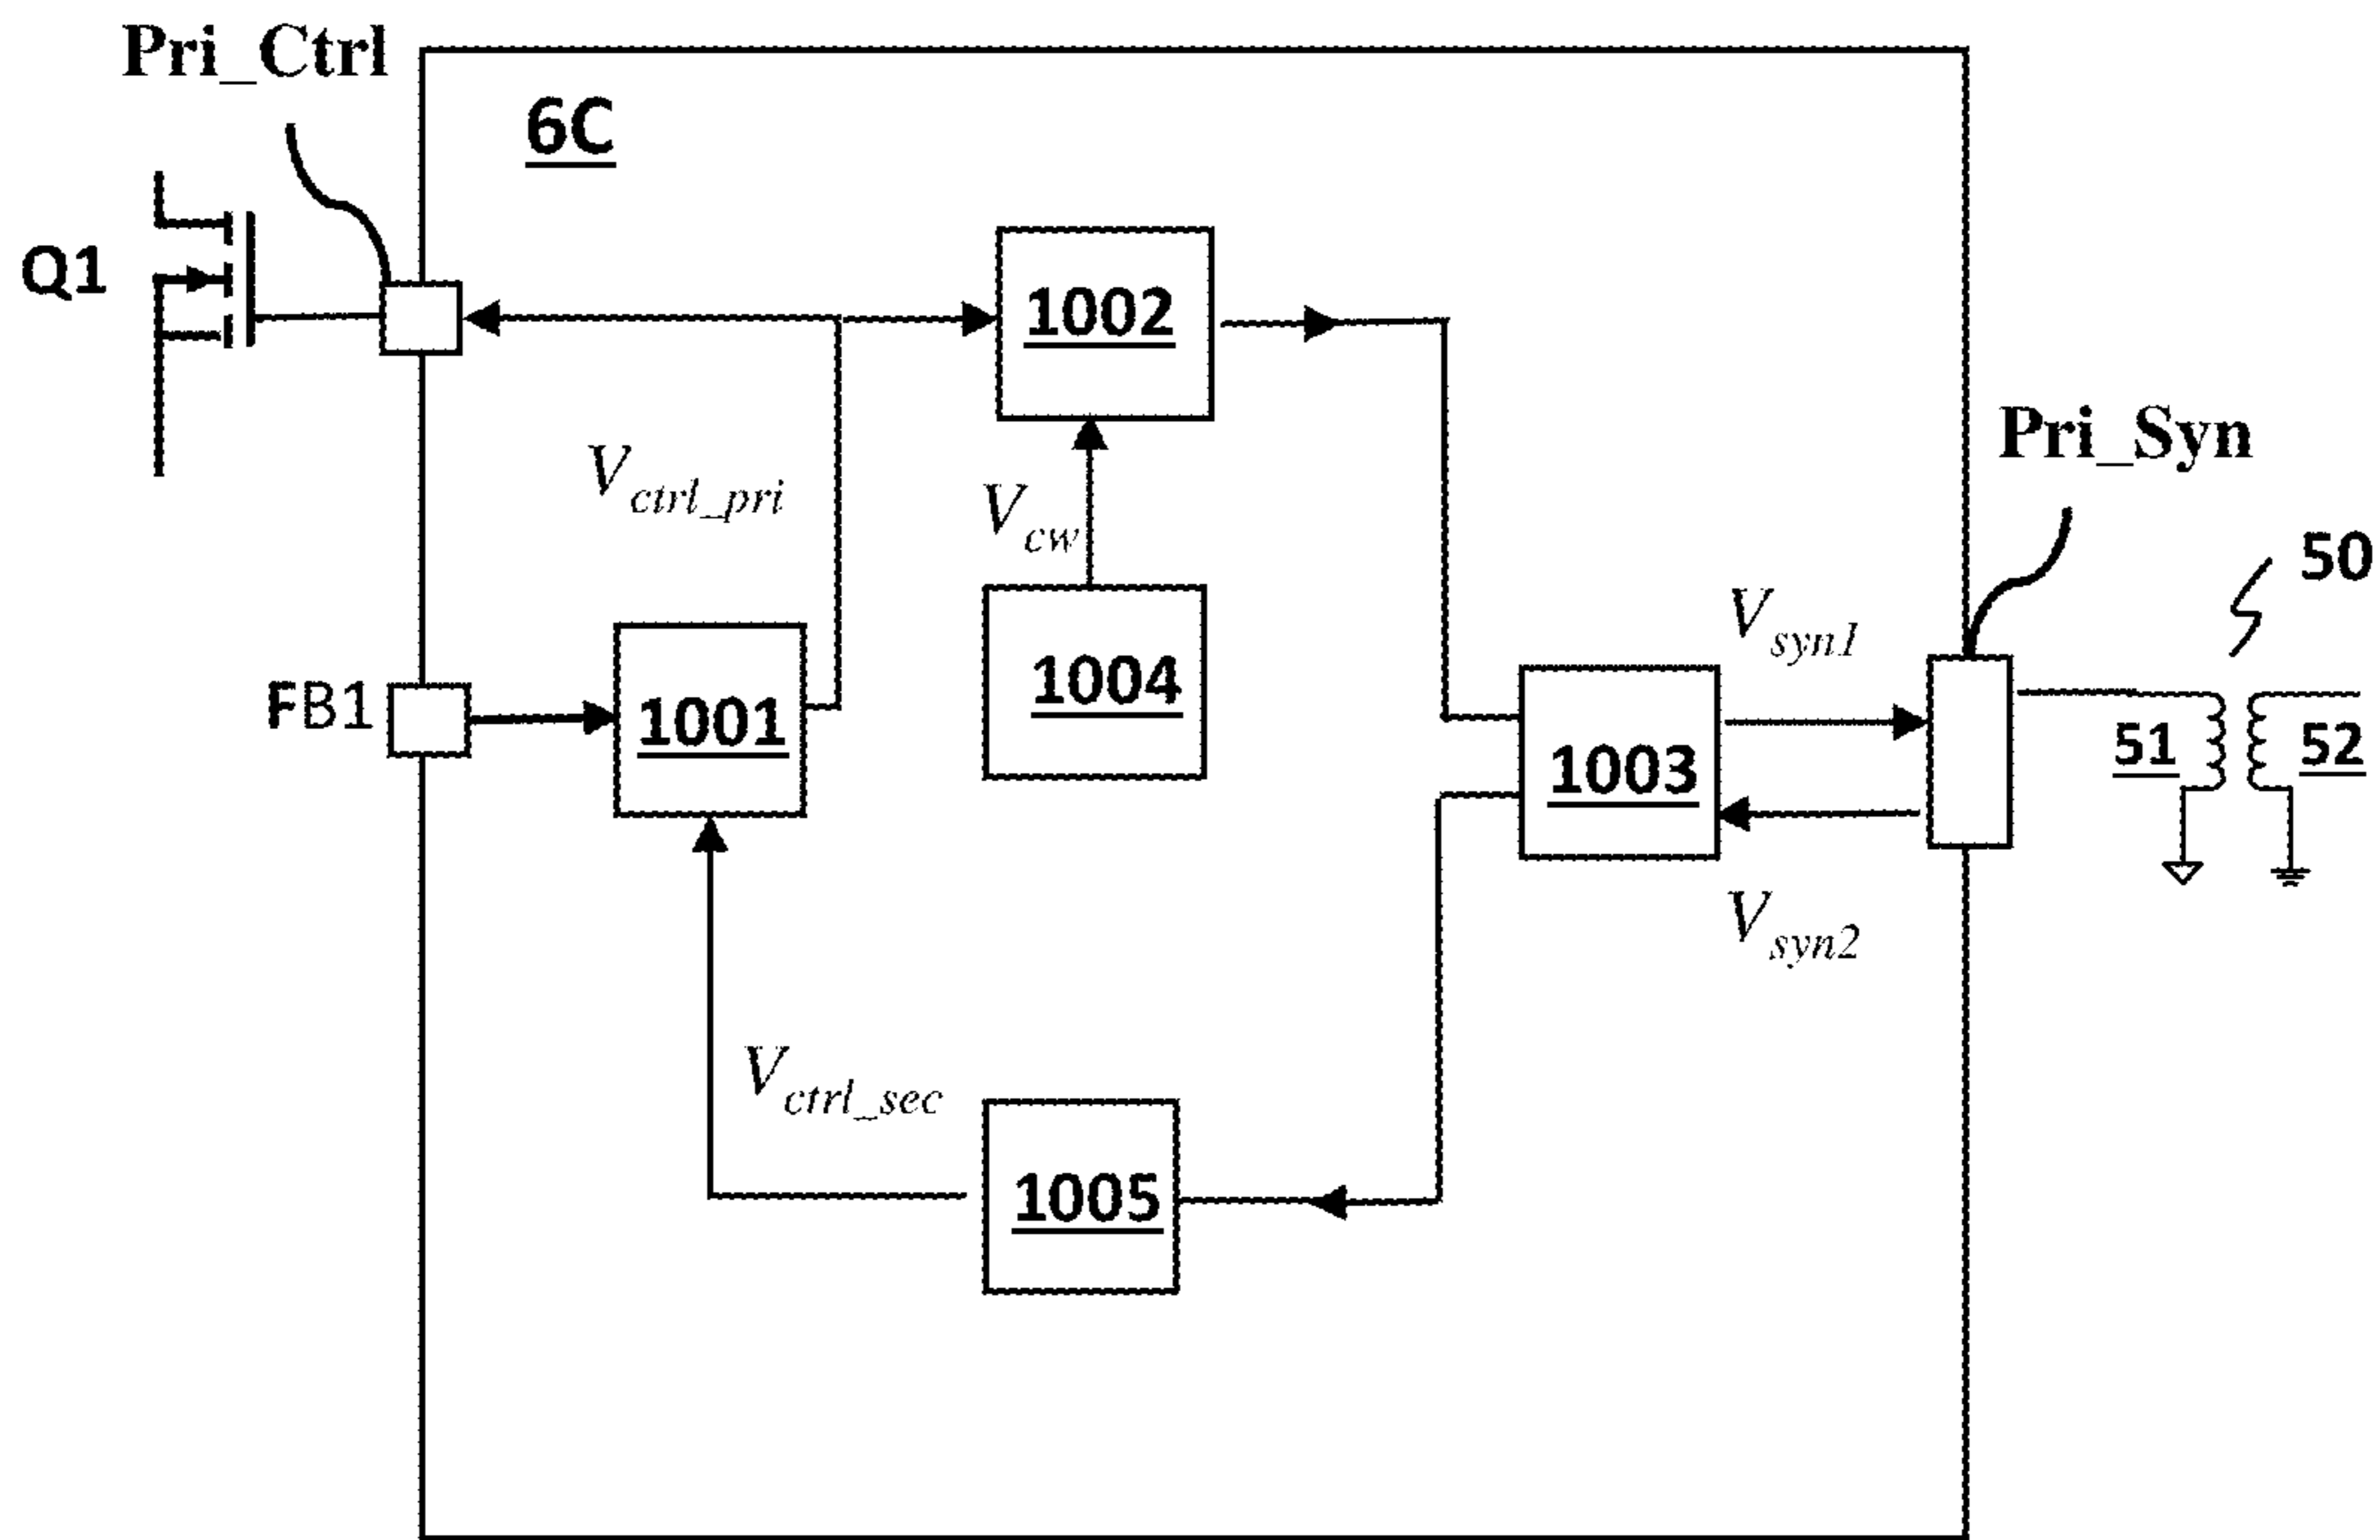 Pri_Ctrl
6C
Q1
1002
Pri_Syn
Vctrl_pri
Vcw
50
Vsyn1
FB1
1001
1004
1003
51
52
Vsyn2
Vctrl_sec
1005